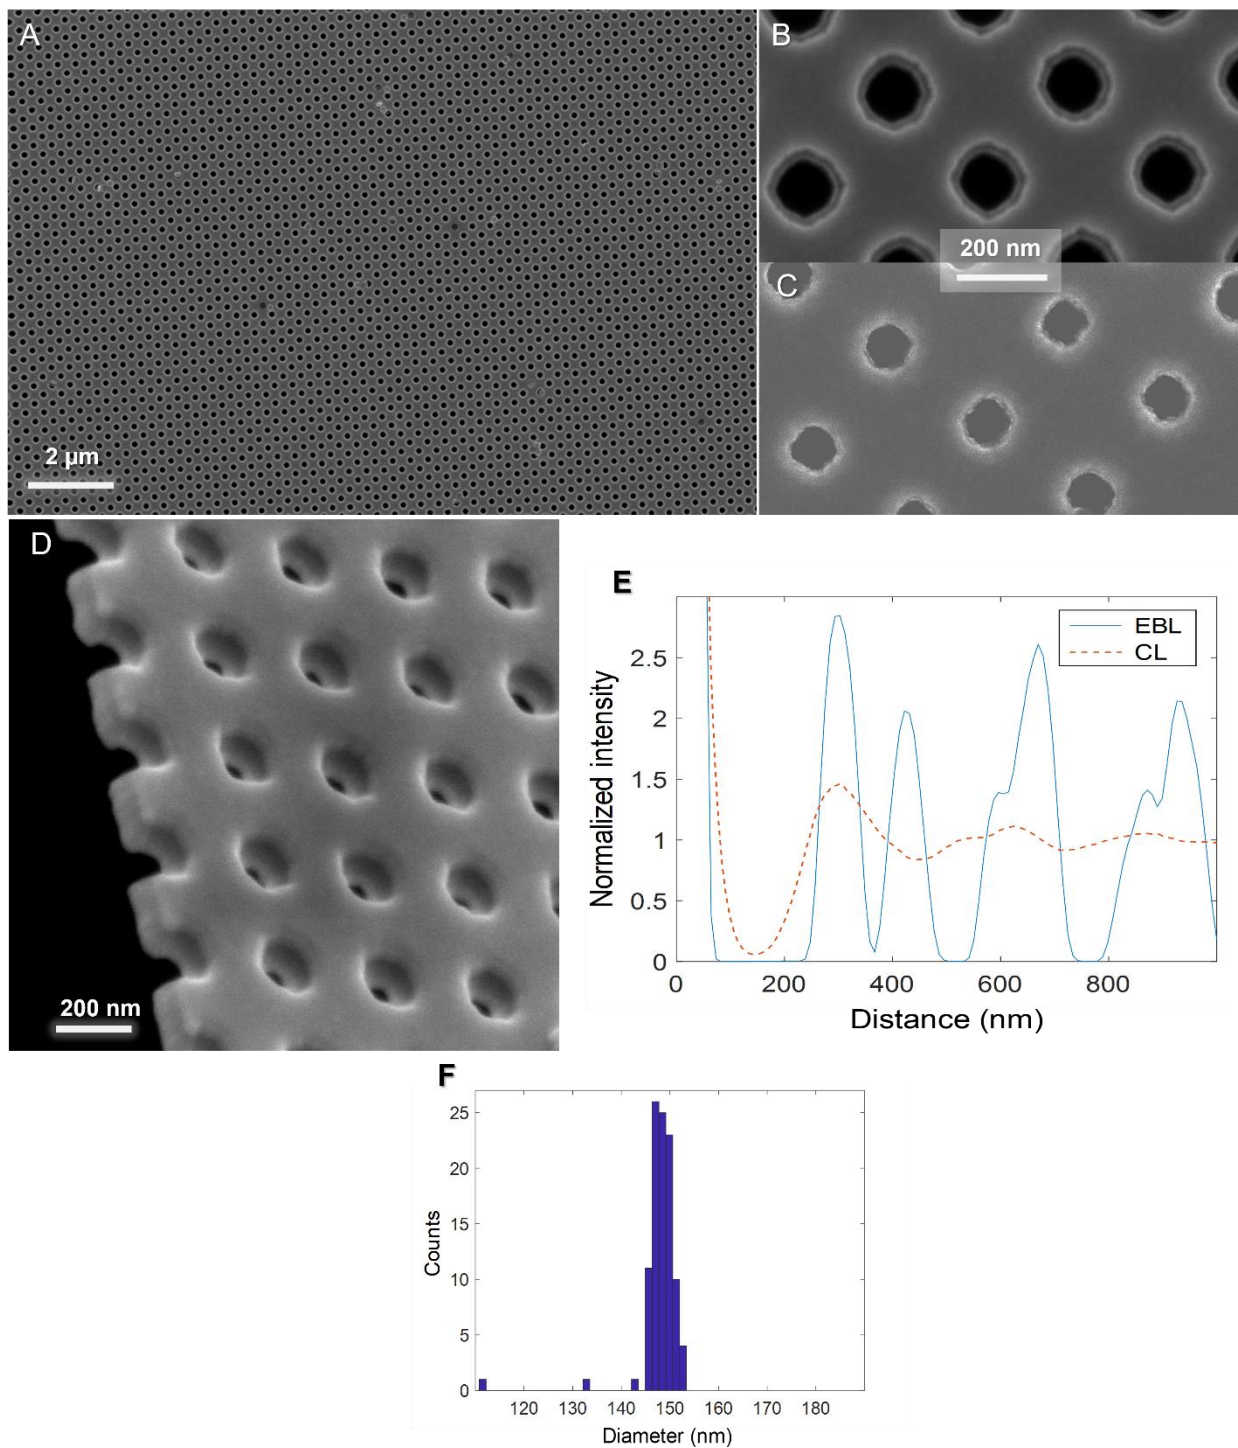 A
2 µm
B
200 nm
C
D
200 nm
E
EBL
CL
Normalized intensity
2.5
2
1.5
1
0.5
0
0 200 400 600 800
Distance (nm)
F
Counts
25
20
15
10
5
0
120 130 140 150 160 170 180
Diameter (nm)